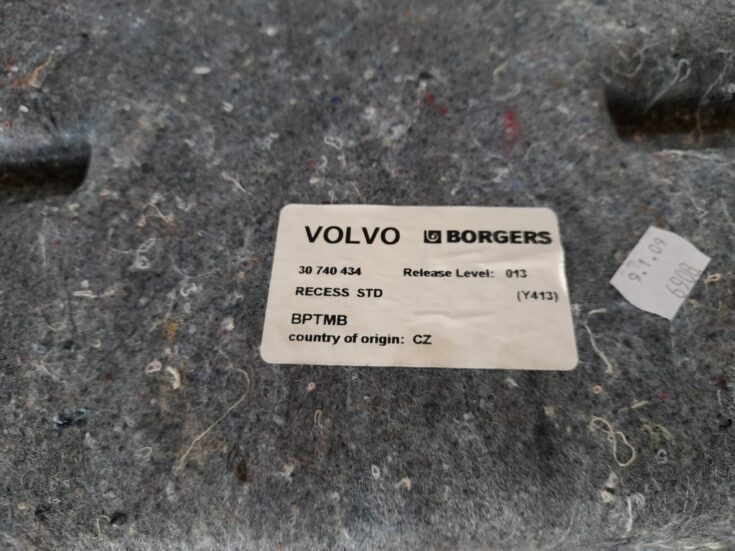 VOLVO BORGERS
30 740 434 Release Level: 013
RECESS STD (Y413)
BPTMB
country of origin: CZ
9.1.09
6908